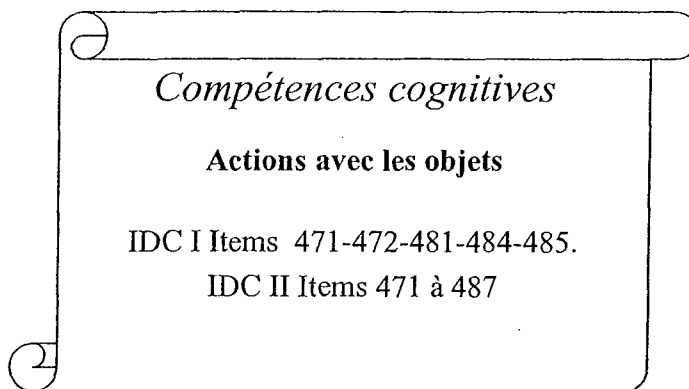 Compétences cognitives
Actions avec les objets
IDC I Items 471-472-481-484-485.
IDC II Items 471 à 487